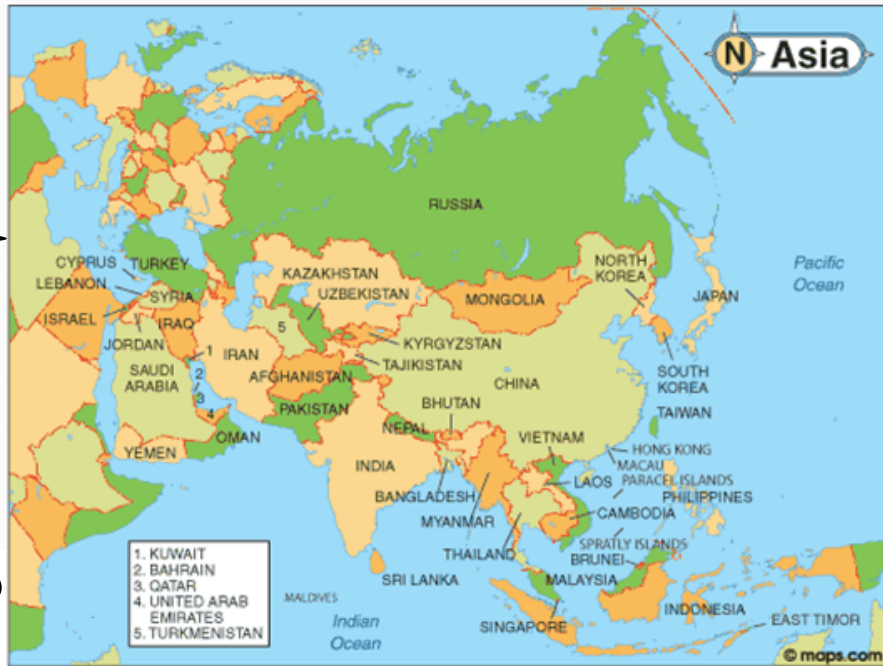 N Asia
RUSSIA
CYPRUS
TURKEY
LEBANON
SYRIA
ISRAEL
IRAQ
JORDAN
SAUDI
ARABIA
1
2
3
4
IRAN
OMAN
YEMEN
KAZAKHSTAN
UZBEKISTAN
5
KYRGYZSTAN
TAJIKISTAN
AFGHANISTAN
PAKISTAN
MONGOLIA
CHINA
NORTH
KOREA
JAPAN
SOUTH
KOREA
TAIWAN
Pacific
Ocean
NEPAL
BHUTAN
INDIA
BANGLADESH
MYANMAR
VIETNAM
LAOS
THAILAND
CAMBODIA
HONG KONG
MACAU
PARACEL ISLANDS
PHILIPPINES
SPRATLY ISLANDS
BRUNEI
MALAYSIA
SINGAPORE
INDONESIA
EAST TIMOR
SRI LANKA
MALDIVES
Indian
Ocean
1. KUWAIT
2. BAHRAIN
3. QATAR
4. UNITED ARAB
EMIRATES
5. TURKMENISTAN
© maps.com